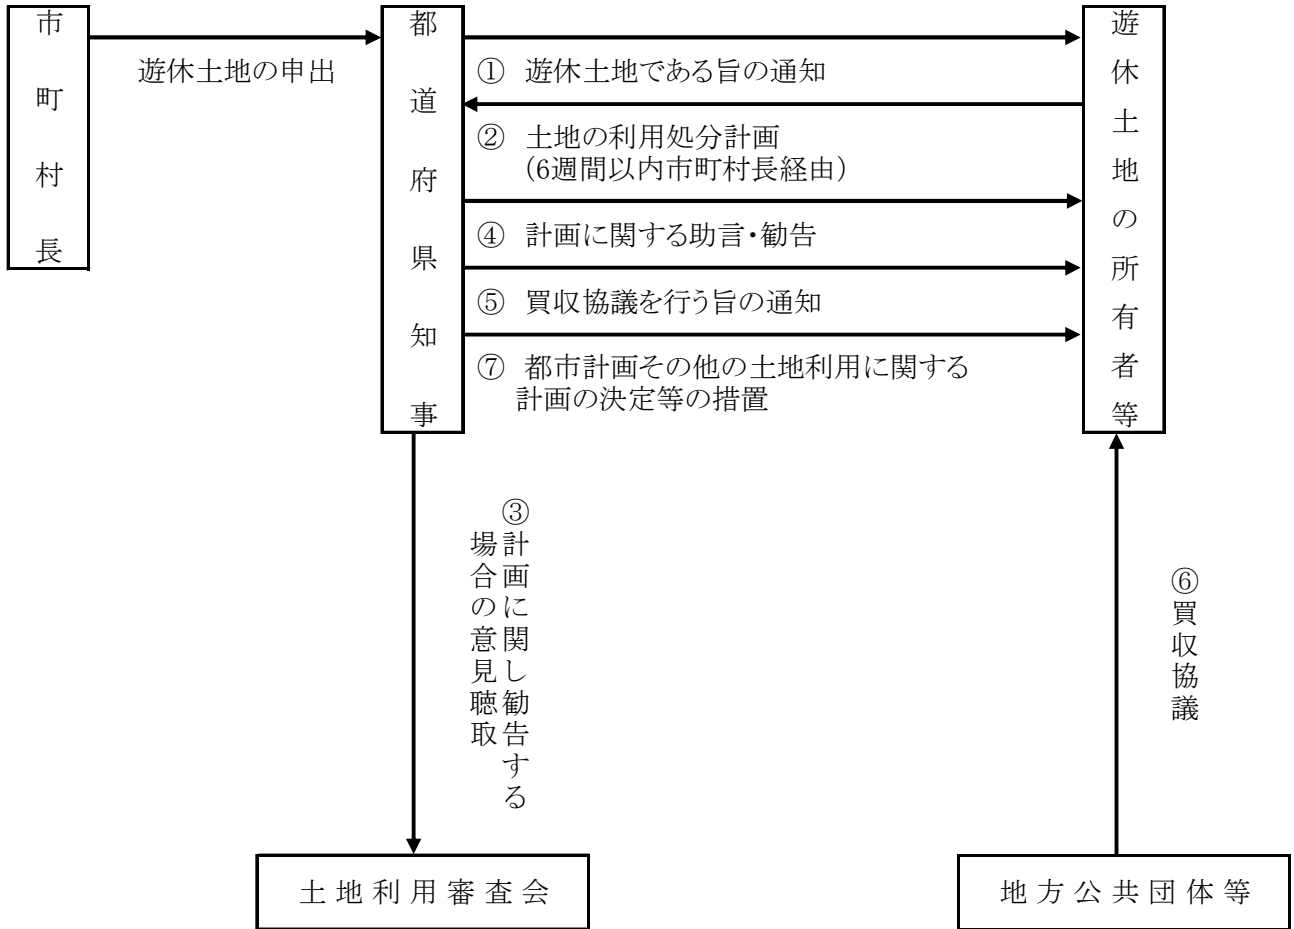 市町村長
遊休土地の申出
都道府県知事
① 遊休土地である旨の通知
② 土地の利用処分計画
(6週間以内市町村長経由)
④ 計画に関する助言・勧告
⑤ 買収協議を行う旨の通知
⑦ 都市計画その他の土地利用に関する
計画の決定等の措置
遊休土地の所有者等
③計画に関し勧告する
場合の意見聴取
⑥買収協議
土地利用審査会
地方公共団体等